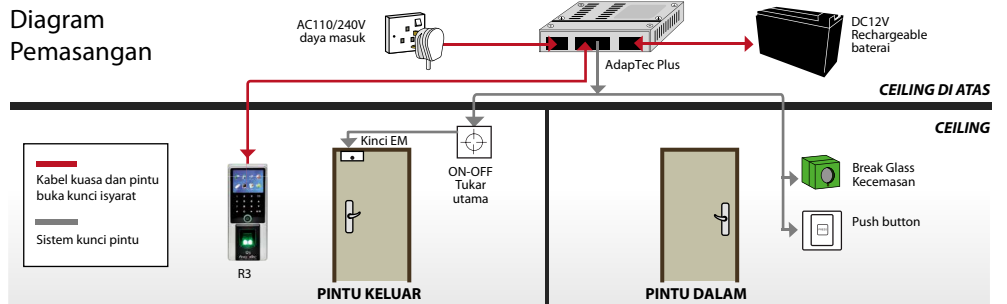 Diagram
Pemasangan
AC110/240V
daya masuk
AdapTec Plus
DC12V
Rechargeable
baterai
CEILING DI ATAS
CEILING
Kabel kuasa dan pintu
buka kunci isyarat
Sistem kunci pintu
R3
Kinci EM
ON-OFF
Tukar
utama
PINTU KELUAR
PINTU DALAM
Break Glass
Kecemasan
Push button